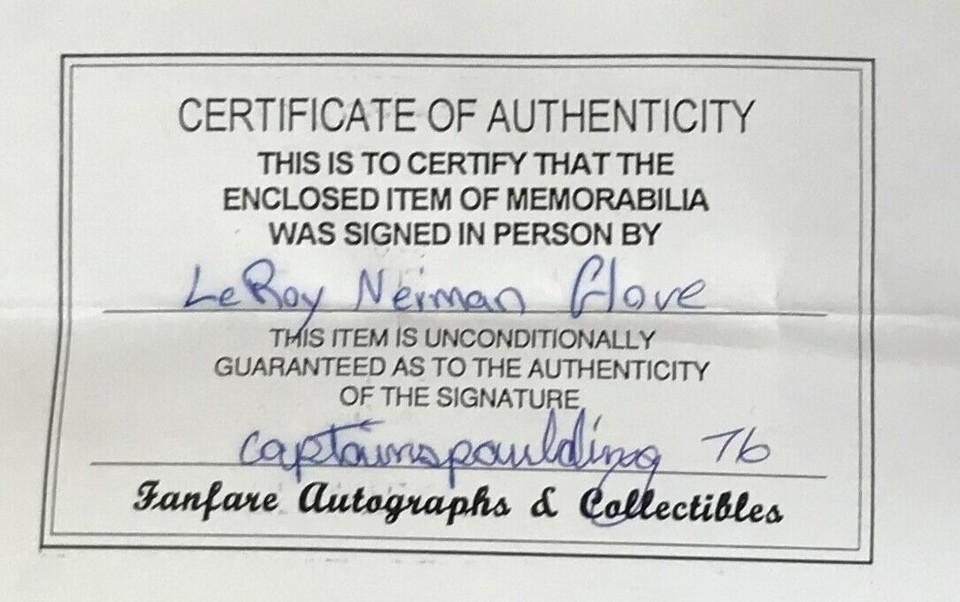 CERTIFICATE OF AUTHENTICITY
THIS IS TO CERTIFY THAT THE
ENCLOSED ITEM OF MEMORABILIA
WAS SIGNED IN PERSON BY
LeRoy Neiman Glove
THIS ITEM IS UNCONDITIONALLY
GUARANTEED AS TO THE AUTHENTICITY
OF THE SIGNATURE
captainspaulding 76
Fanfare Autographs & Collectibles